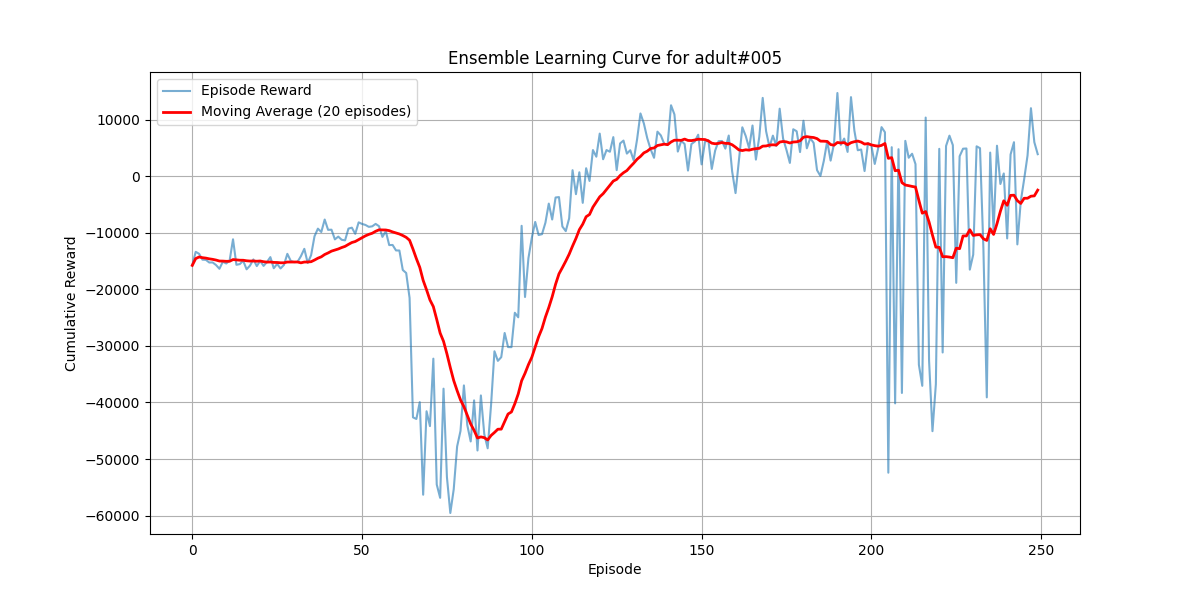 Ensemble Learning Curve for adult#005
Episode Reward
Moving Average (20 episodes)
Cumulative Reward
10000
0
−10000
−20000
−30000
−40000
−50000
−60000
0
50
100
150
200
250
Episode